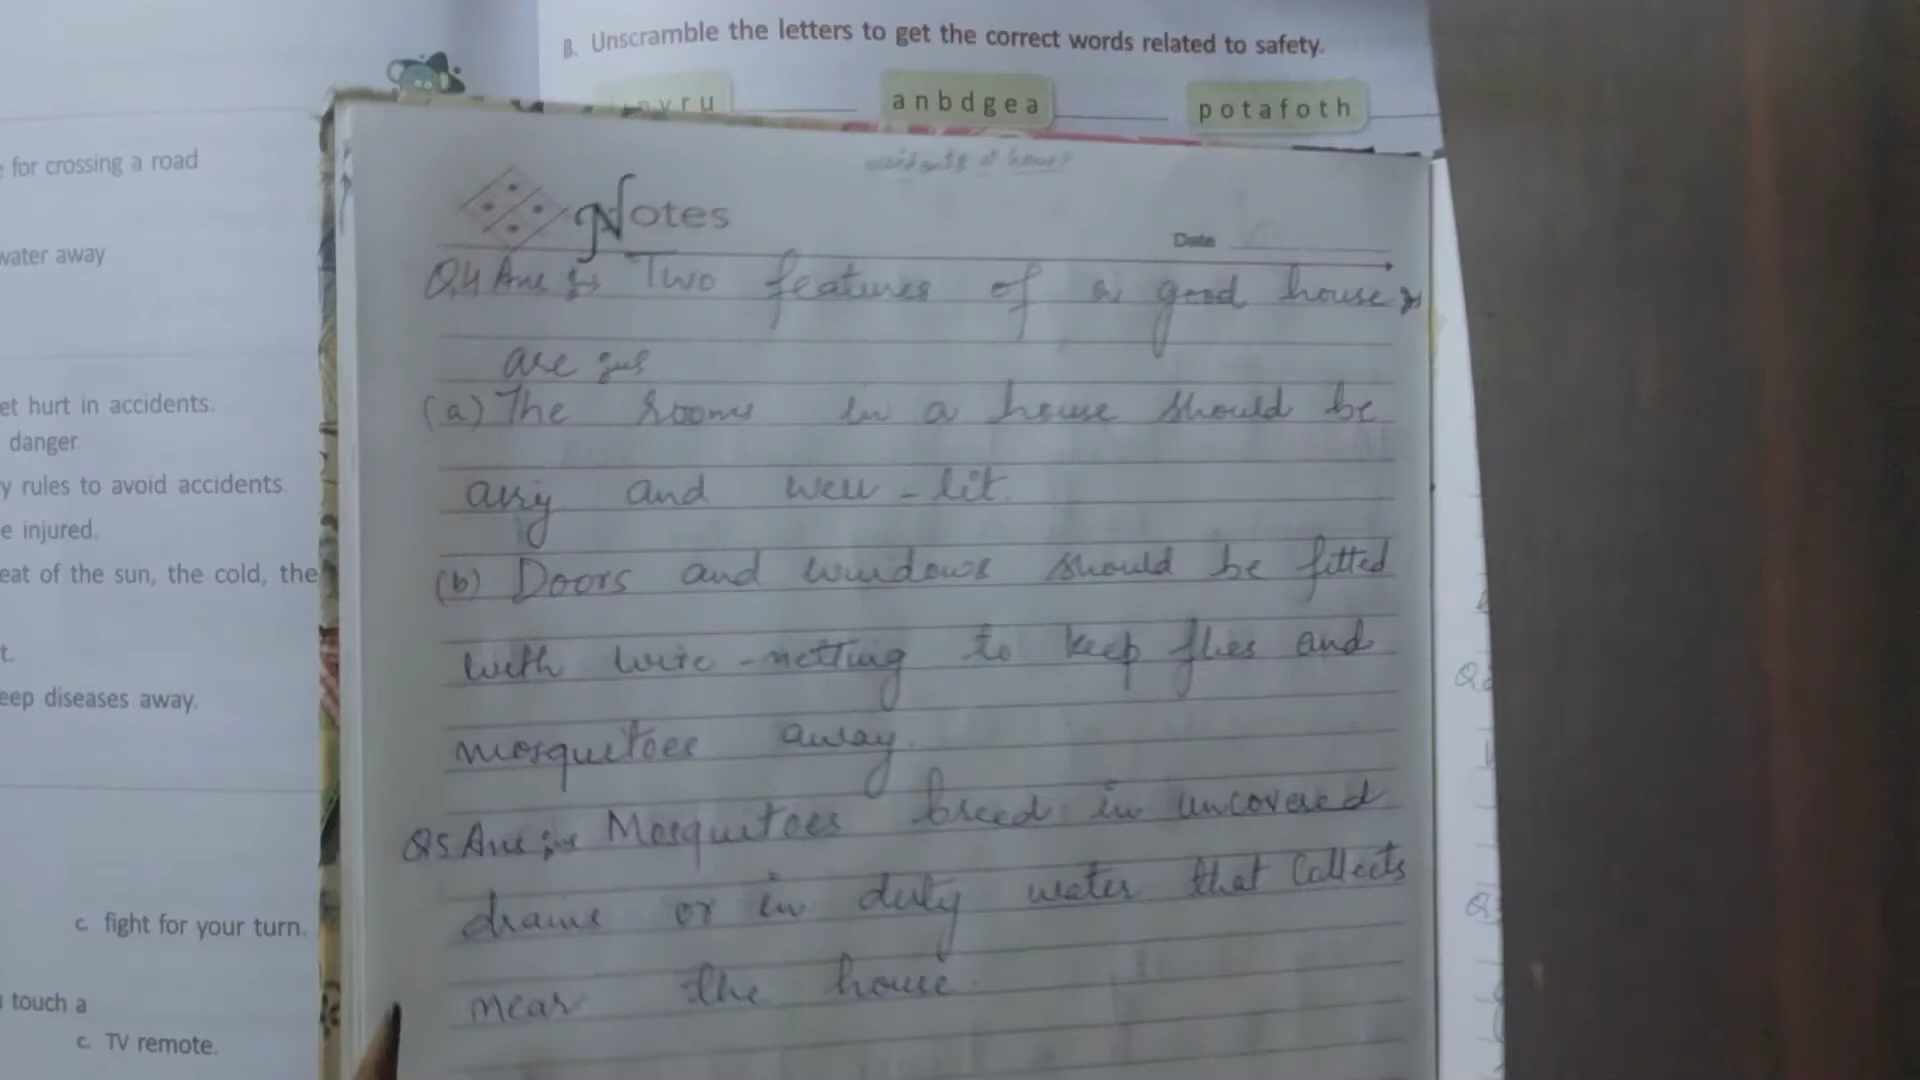 B. Unscramble the letters to get the correct words related to safety.
y r u
a n b d g e a
p o t a f o t h
for crossing a road
water away
et hurt in accidents.
danger.
y rules to avoid accidents.
e injured.
eat of the sun, the cold, the
t.
eep diseases away.
c. fight for your turn.
touch a
c. TV remote.
Notes
Date
Q4 Ans :- Two features of a good house
are :-
(a) The rooms in a house should be
airy and well-lit.
(b) Doors and windows should be fitted
with wire-netting to keep flies and
mosquitoes away.
Q5 Ans :- Mosquitoes breed in uncovered
drains or in dirty water that collects
near the house.